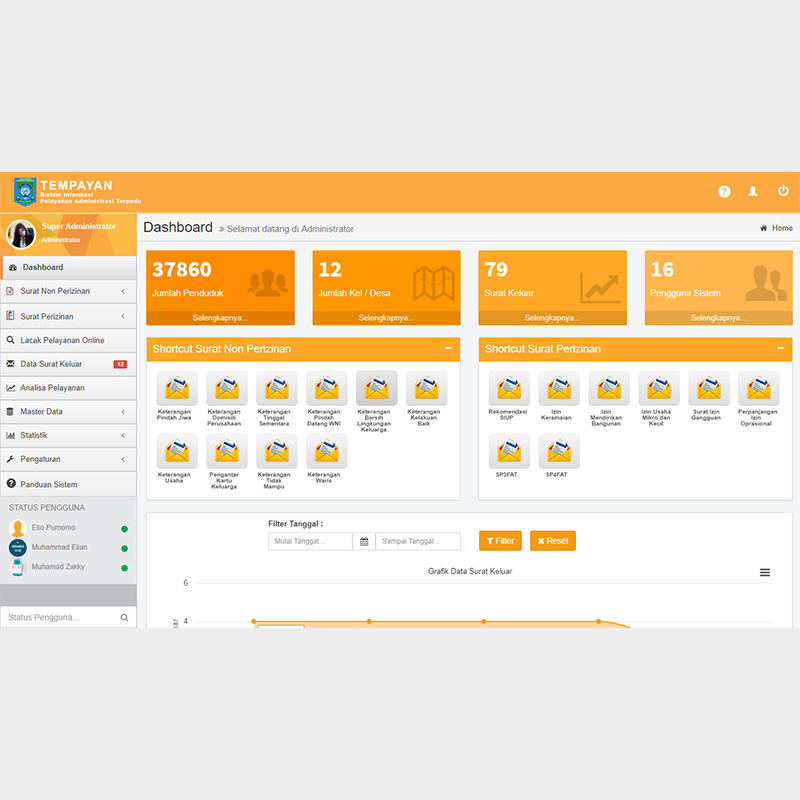 TEMPAYAN
Sistem Informasi
Pelayanan Administrasi Terpadu
Super Administrator
Administrator
Dashboard
Surat Non Perizinan
Surat Perizinan
Lacak Pelayanan Online
Data Surat Keluar 12
Analisa Pelayanan
Master Data
Statistik
Pengaturan
Panduan Sistem
STATUS PENGGUNA
Eko Purnomo
Muhammad Elian
Muhamad Zakky
Status Pengguna...
Dashboard » Selamat datang di Administrator
Home
37860
Jumlah Penduduk
Selengkapnya...
12
Jumlah Kel / Desa
Selengkapnya...
79
Surat Keluar
Selengkapnya...
16
Pengguna Sistem
Selengkapnya...
Shortcut Surat Non Perizinan
Keterangan
Pindah Jiwa
Keterangan
Domisili
Perusahaan
Keterangan
Tinggal
Sementara
Keterangan
Pindah
Datang WNI
Keterangan
Bersih
Lingkungan
Keluarga
Keterangan
Kelakuan
Baik
Keterangan
Usaha
Pengantar
Kartu
Keluarga
Keterangan
Tidak
Mampu
Keterangan
Waris
Shortcut Surat Perizinan
Rekomendasi
SIUP
Izin
Keramaian
Izin
Mendirikan
Bangunan
Izin Usaha
Mikro dan
Kecil
Surat Izin
Gangguan
Perpanjangan
Izin
Oprasional
SP3FAT
SP4FAT
Filter Tanggal :
Mulai Tanggal ..
Sampai Tanggal ..
Filter
Reset
Grafik Data Surat Keluar
6
4